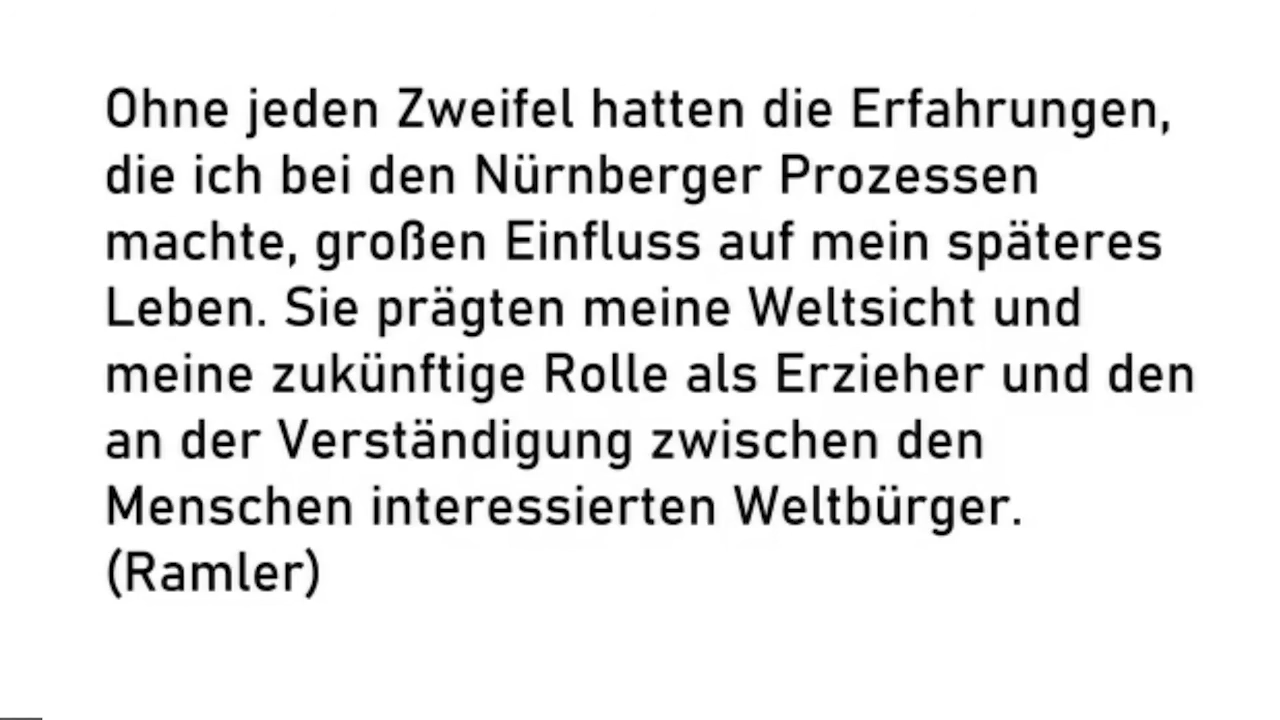 Ohne jeden Zweifel hatten die Erfahrungen,
die ich bei den Nürnberger Prozessen
machte, großen Einfluss auf mein späteres
Leben. Sie prägten meine Weltsicht und
meine zukünftige Rolle als Erzieher und den
an der Verständigung zwischen den
Menschen interessierten Weltbürger.
(Ramler)